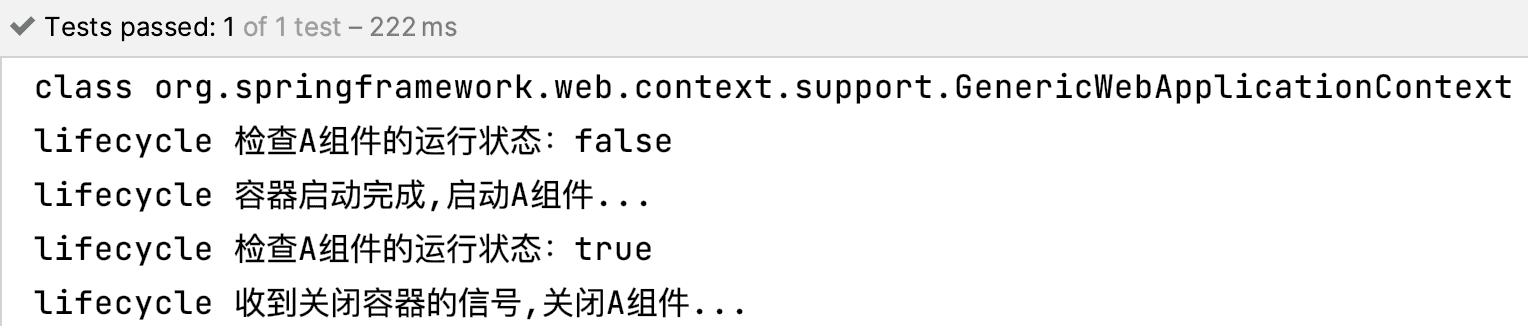 Tests passed: 1 of 1 test – 222 ms
class org.springframework.web.context.support.GenericWebApplicationContext
lifecycle 检查A组件的运行状态: false
lifecycle 容器启动完成,启动A组件...
lifecycle 检查A组件的运行状态: true
lifecycle 收到关闭容器的信号,关闭A组件...